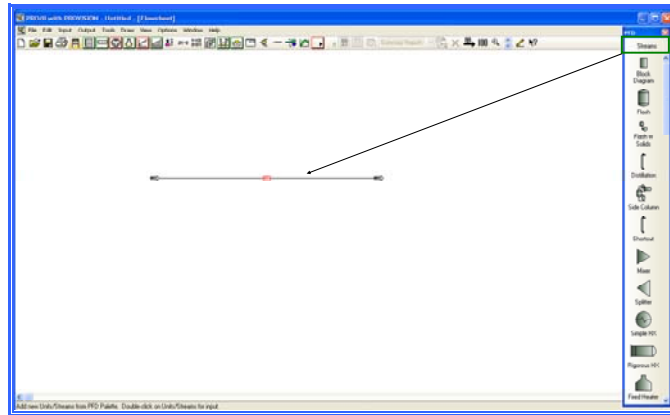 PRO/II with PROVISION - Untitled - [Flowsheet]
File Edit Input Output Tools Draw View Options Window Help
PFD
Streams
Block
Diagram
Flash
Flash w
Solids
Distillation
Side Column
Shortcut
Mixer
Splitter
Simple HX
Rigorous HX
Fired Heater
Add new Units/Streams from PFD Palette. Double-click on Units/Streams for input